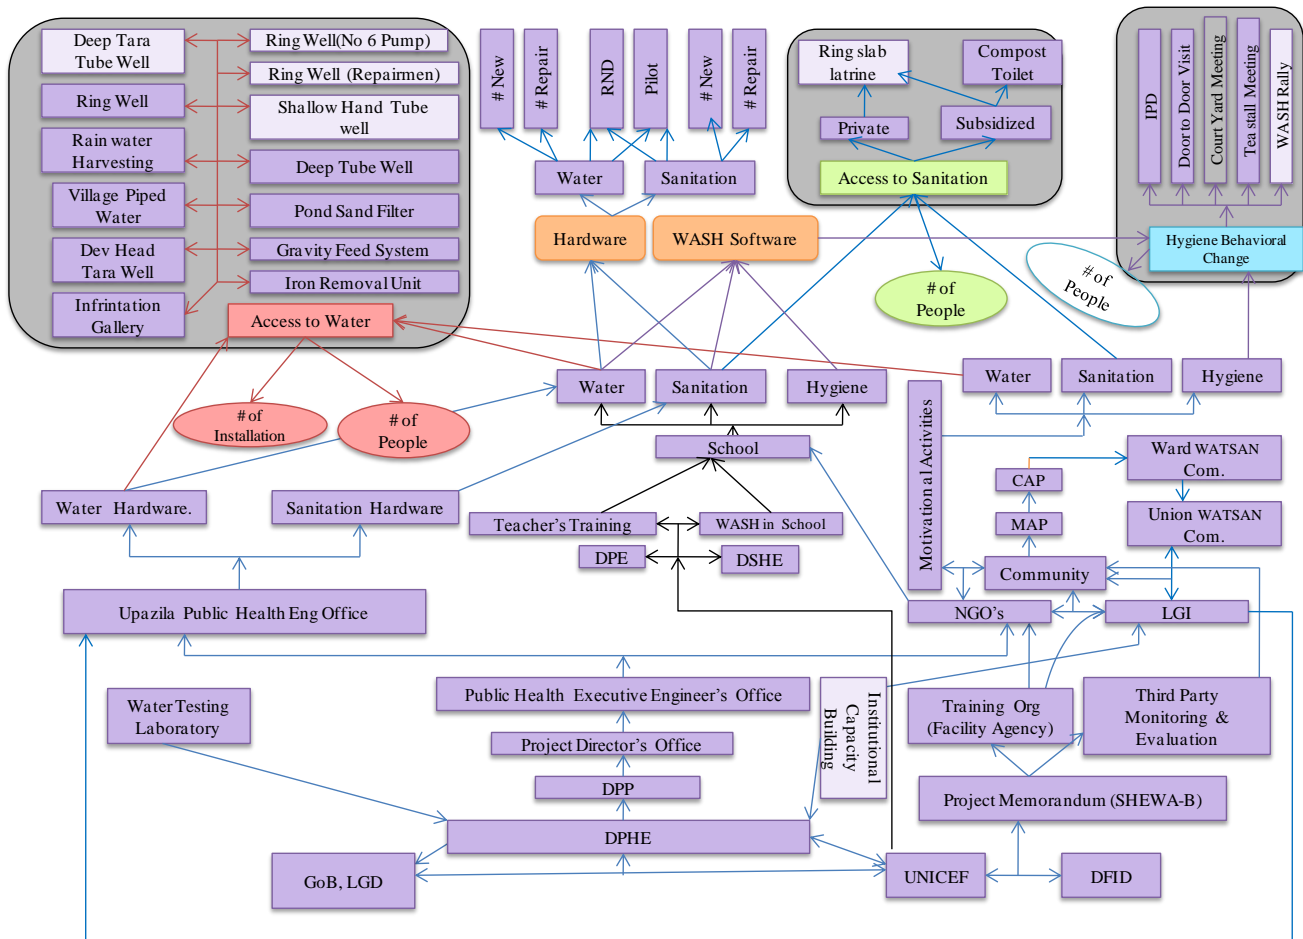 Deep Tara
Tube Well
Ring Well(No 6 Pump)
Ring Well (Repairmen)
Ring Well
Shallow Hand Tube
well
Rain water
Harvesting
Deep Tube Well
Village Piped
Water
Pond Sand Filter
Dev Head
Tara Well
Gravity Feed System
Iron Removal Unit
Infrintation
Gallery
Access to Water
# of
Installation
# of
People
# New
# Repair
RND
Pilot
# New
# Repair
Water
Sanitation
Hardware
WASH Software
Ring slab
latrine
Compost
Toilet
Private
Subsidized
Access to Sanitation
# of
People
IPD
Door to Door Visit
Court Yard Meeting
Tea stall Meeting
WASH Rally
Hygiene Behavioral
Change
# of
People
Water
Sanitation
Hygiene
Water
Sanitation
Hygiene
School
Motivational Activities
Ward WATSAN
Com.
CAP
Water Hardware.
Sanitation Hardware
Teacher's Training
WASH in School
MAP
Union WATSAN
Com.
DPE
DSHE
Community
Upazila Public Health Eng Office
NGO's
LGI
Water Testing
Laboratory
Public Health Executive Engineer's Office
Institutional
Capacity
Building
Training Org
(Facility Agency)
Third Party
Monitoring &
Evaluation
Project Director's Office
DPP
Project Memorandum (SHEWA-B)
DPHE
GoB, LGD
UNICEF
DFID